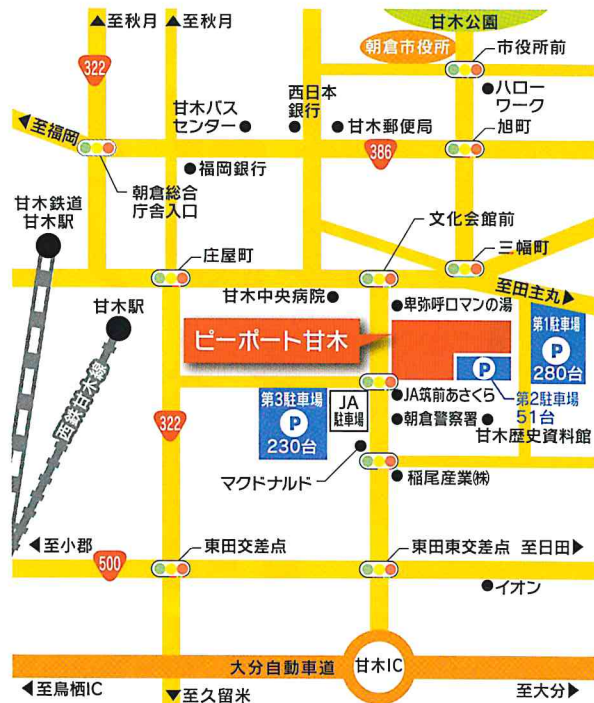 ▲至秋月
▲至秋月
甘木公園
朝倉市役所
市役所前
322
ハロー
ワーク
西日本
銀行
甘木バス
センター
甘木郵便局
旭町
◀至福岡
386
福岡銀行
朝倉総合
庁舎入口
甘木鉄道
甘木駅
文化会館前
庄屋町
三幡町
至田主丸▶
甘木中央病院
卑弥呼ロマンの湯
甘木駅
ピーポート甘木
第1駐車場
P
280台
P
西鉄甘木線
322
第3駐車場
P
230台
JA
駐車場
JA筑前あさくら
第2駐車場
51台
朝倉警察署
甘木歴史資料館
マクドナルド
稲尾産業㈱
◀至小郡
500
東田交差点
東田東交差点
至日田▶
イオン
大分自動車道
甘木IC
◀至鳥栖IC
▼至久留米
至大分▶